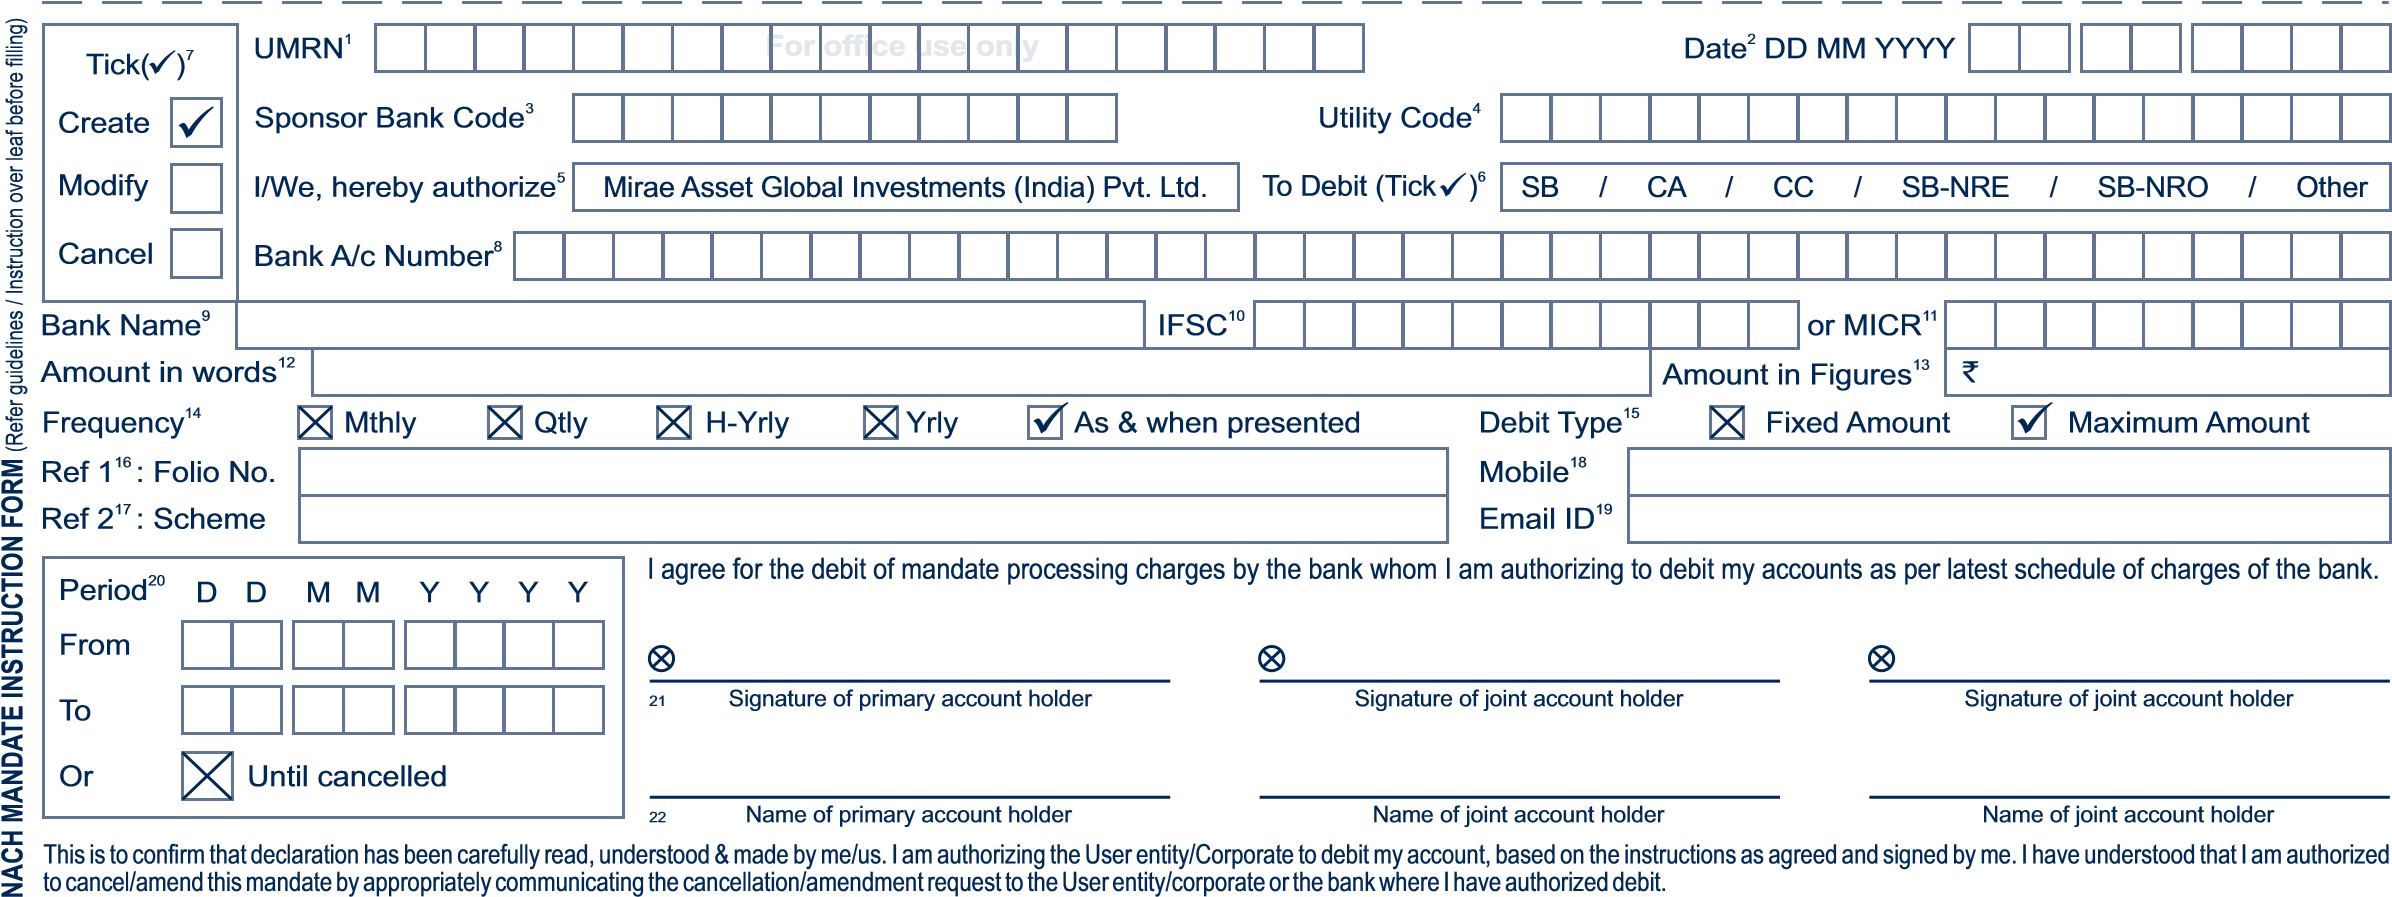 NACH MANDATE INSTRUCTION FORM (Refer guidelines / Instruction over leaf before filling)
Tick(✓)7
Create ✓
Modify
Cancel
UMRN1 For office use only
Date2 DD MM YYYY
Sponsor Bank Code3
Utility Code4
I/We, hereby authorize5 Mirae Asset Global Investments (India) Pvt. Ltd.
To Debit (Tick✓)6 SB / CA / CC / SB-NRE / SB-NRO / Other
Bank A/c Number8
Bank Name9 IFSC10 or MICR11
Amount in words12 Amount in Figures13 ₹
Frequency14 Mthly Qtly H-Yrly Yrly ✓ As & when presented Debit Type15 Fixed Amount ✓ Maximum Amount
Ref 116 : Folio No. Mobile18
Ref 217 : Scheme Email ID19
Period20 D D M M Y Y Y Y
From
To
Or Until cancelled
I agree for the debit of mandate processing charges by the bank whom I am authorizing to debit my accounts as per latest schedule of charges of the bank.
21 Signature of primary account holder Signature of joint account holder Signature of joint account holder
22 Name of primary account holder Name of joint account holder Name of joint account holder
This is to confirm that declaration has been carefully read, understood & made by me/us. I am authorizing the User entity/Corporate to debit my account, based on the instructions as agreed and signed by me. I have understood that I am authorized
to cancel/amend this mandate by appropriately communicating the cancellation/amendment request to the User entity/corporate or the bank where I have authorized debit.